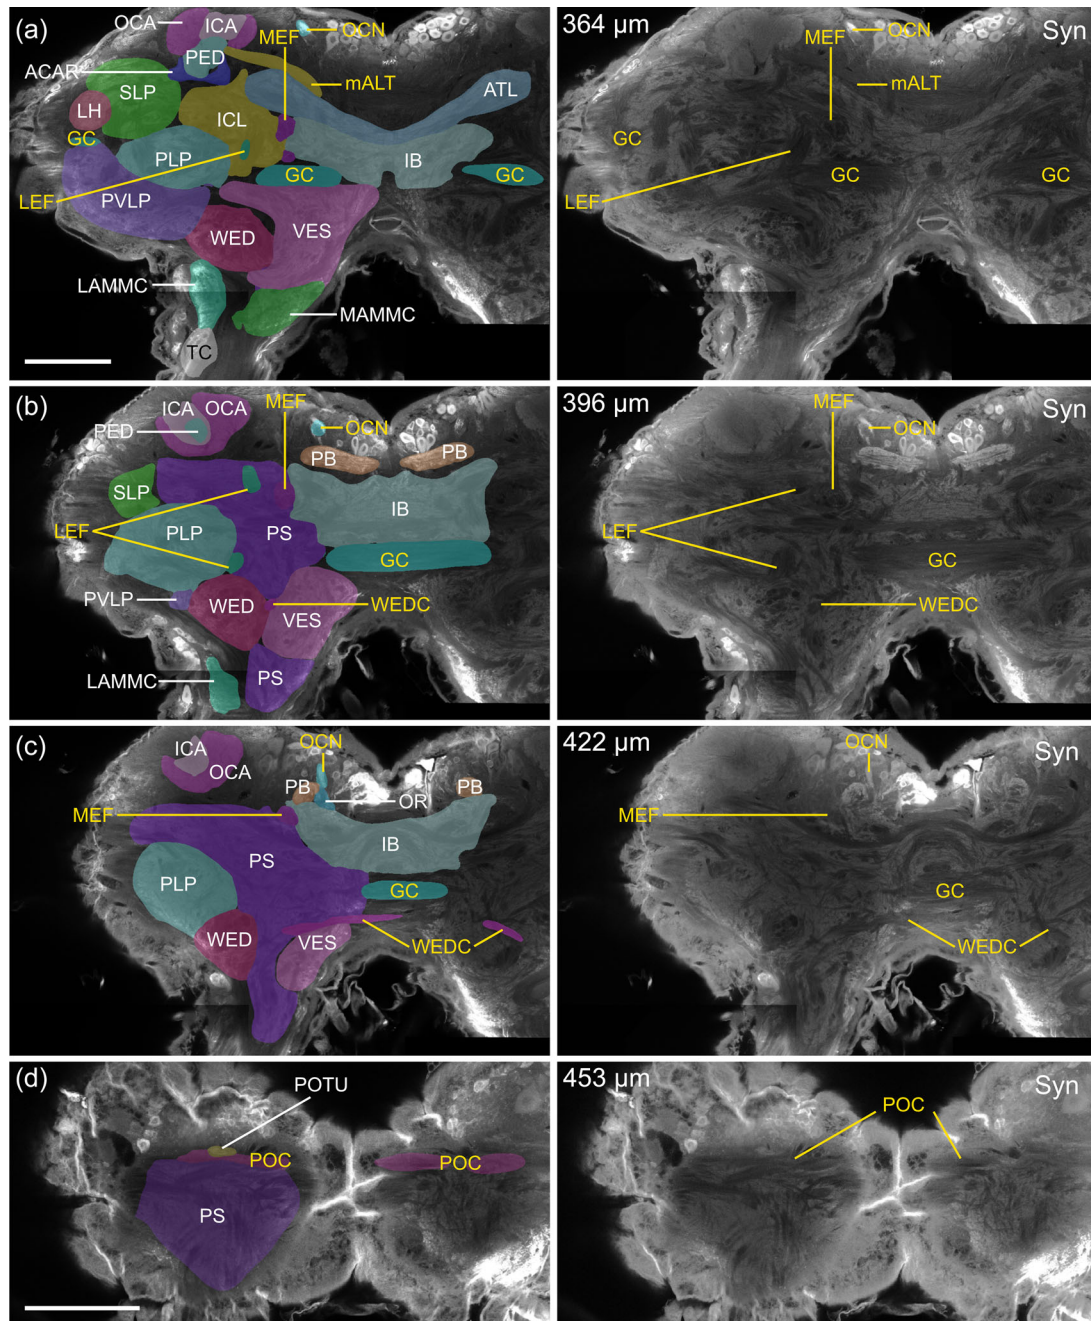 (a) OCA ICA MEF OCN 364 µm MEF OCN Syn
PED
ACAR mALT mALT
SLP ATL
LH ICL
GC GC
PLP IB
GC GC GC GC
LEF LEF
PVLP
WED VES
LAMMC
MAMMC
TC
(b) MEF 396 µm MEF Syn
ICA OCA
PED OCN OCN
PB PB
SLP
IB
LEF PLP PS LEF
GC GC
PVLP WED WEDC WEDC
VES
PS
LAMMC
(c) OCN 422 µm OCN Syn
ICA
OCA PB PB
OR
MEF MEF
IB
PS
PLP
GC GC
WED VES
WEDC WEDC
(d) POTU 453 µm Syn
POC
POC POC
PS